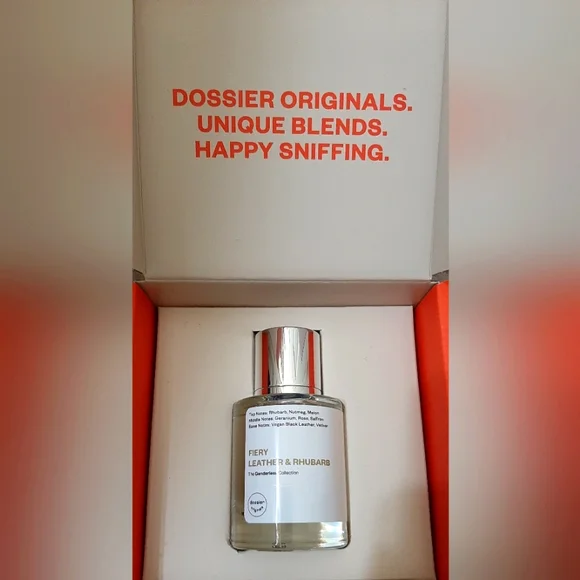 DOSSIER ORIGINALS.
UNIQUE BLENDS.
HAPPY SNIFFING.
Top Notes: Rhubarb, Nutmeg, Melon
Middle Notes: Geranium, Rose, Saffron
Base Notes: Vegan Black Leather, Vetiver
FIERY
LEATHER & RHUBARB
The Genderless Collection
dossier